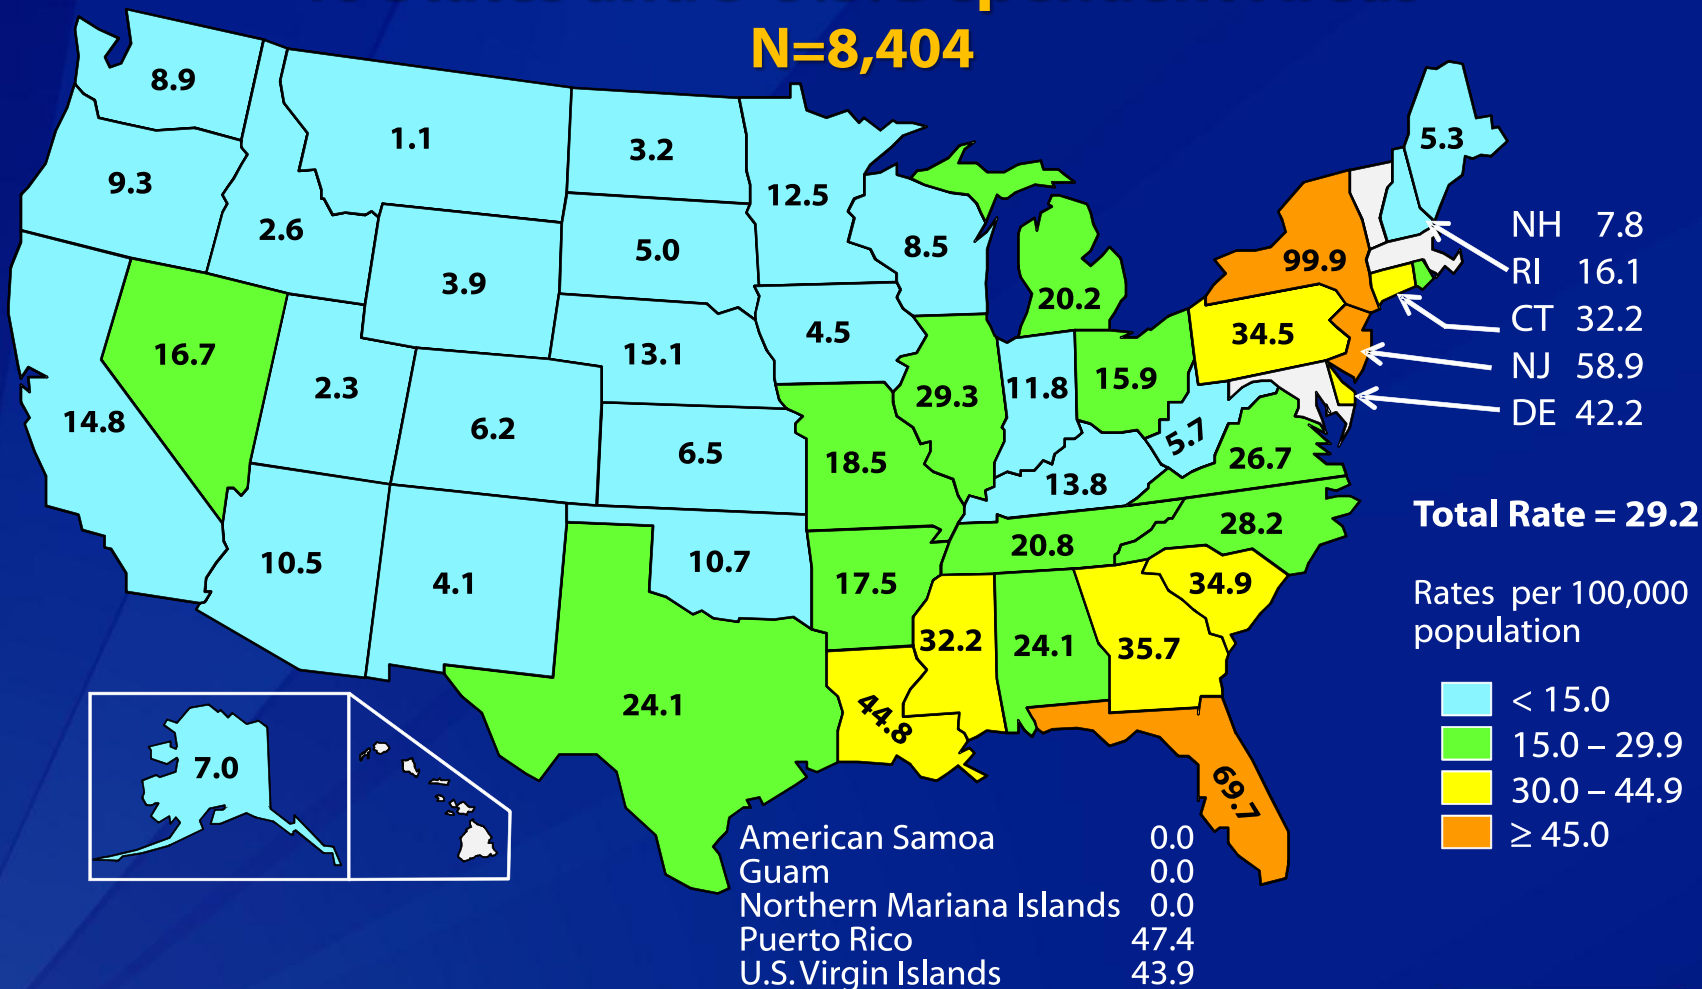 N=8,404
8.9
1.1
3.2
5.3
9.3
12.5
2.6
5.0
8.5
99.9
NH 7.8
RI 16.1
CT 32.2
NJ 58.9
DE 42.2
3.9
20.2
4.5
34.5
16.7
13.1
2.3
29.3
11.8
15.9
14.8
6.2
6.5
18.5
5.7
26.7
13.8
28.2
Total Rate = 29.2
10.5
4.1
10.7
20.8
17.5
34.9
Rates per 100,000
population
32.2
24.1
35.7
24.1
44.8
7.0
69.7
< 15.0
15.0 – 29.9
30.0 – 44.9
≥ 45.0
American Samoa 0.0
Guam 0.0
Northern Mariana Islands 0.0
Puerto Rico 47.4
U.S. Virgin Islands 43.9